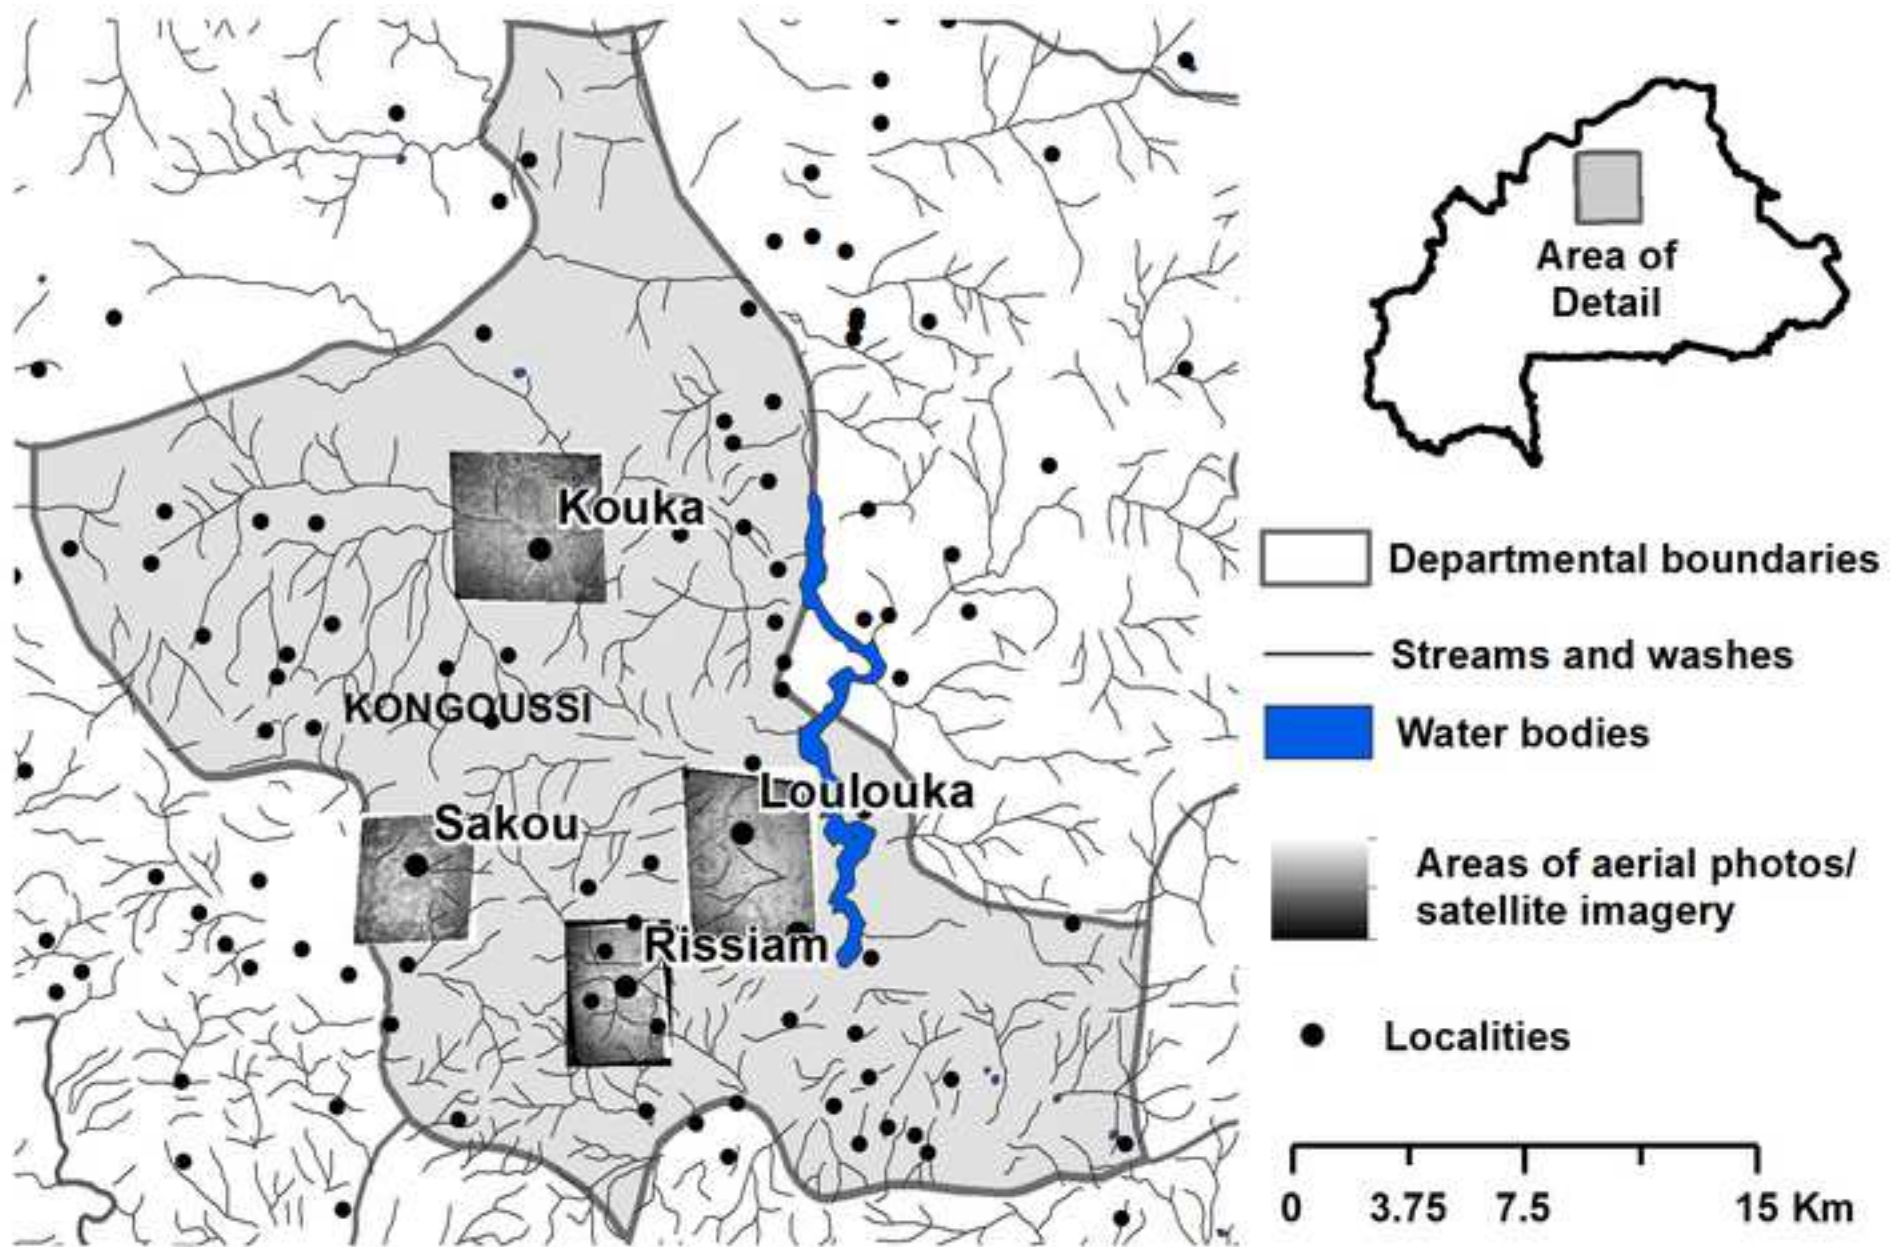 Kouka
KONGOUSSI
Loulouka
Sakou
Rissiam
Area of
Detail
Departmental boundaries
Streams and washes
Water bodies
Areas of aerial photos/
satellite imagery
Localities
0 3.75 7.5 15 Km